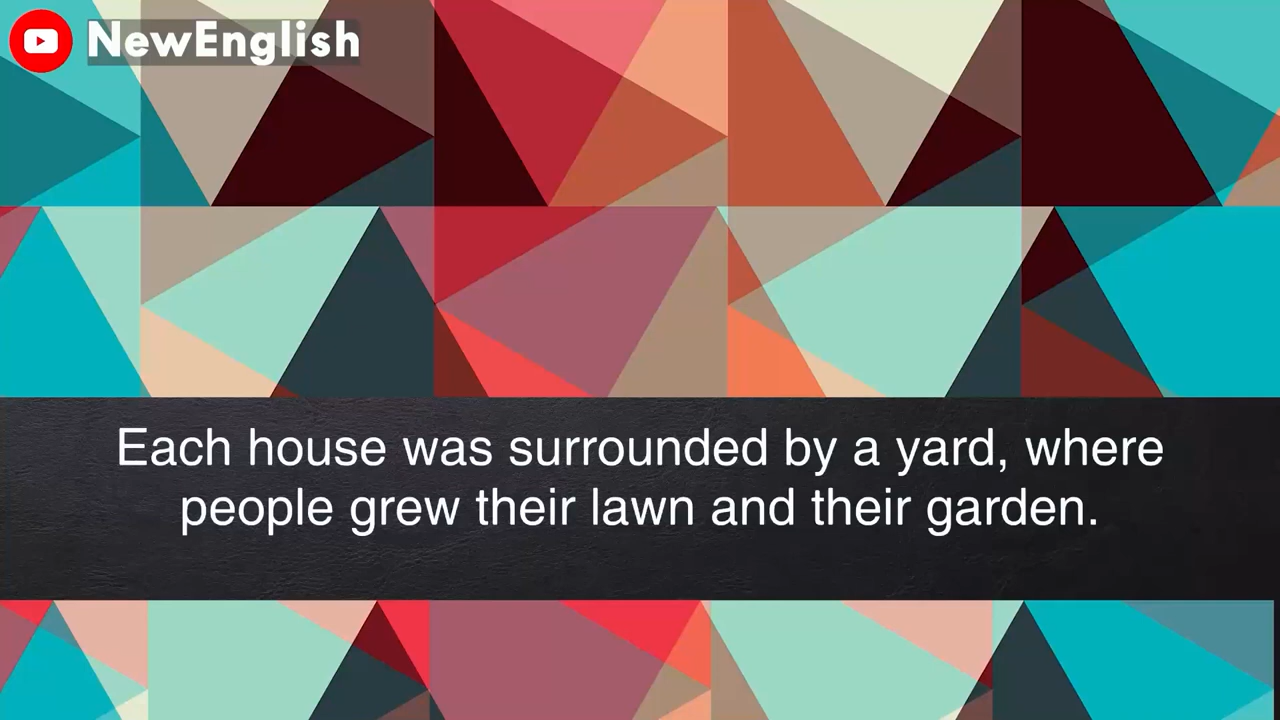 NewEnglish
Each house was surrounded by a yard, where
people grew their lawn and their garden.